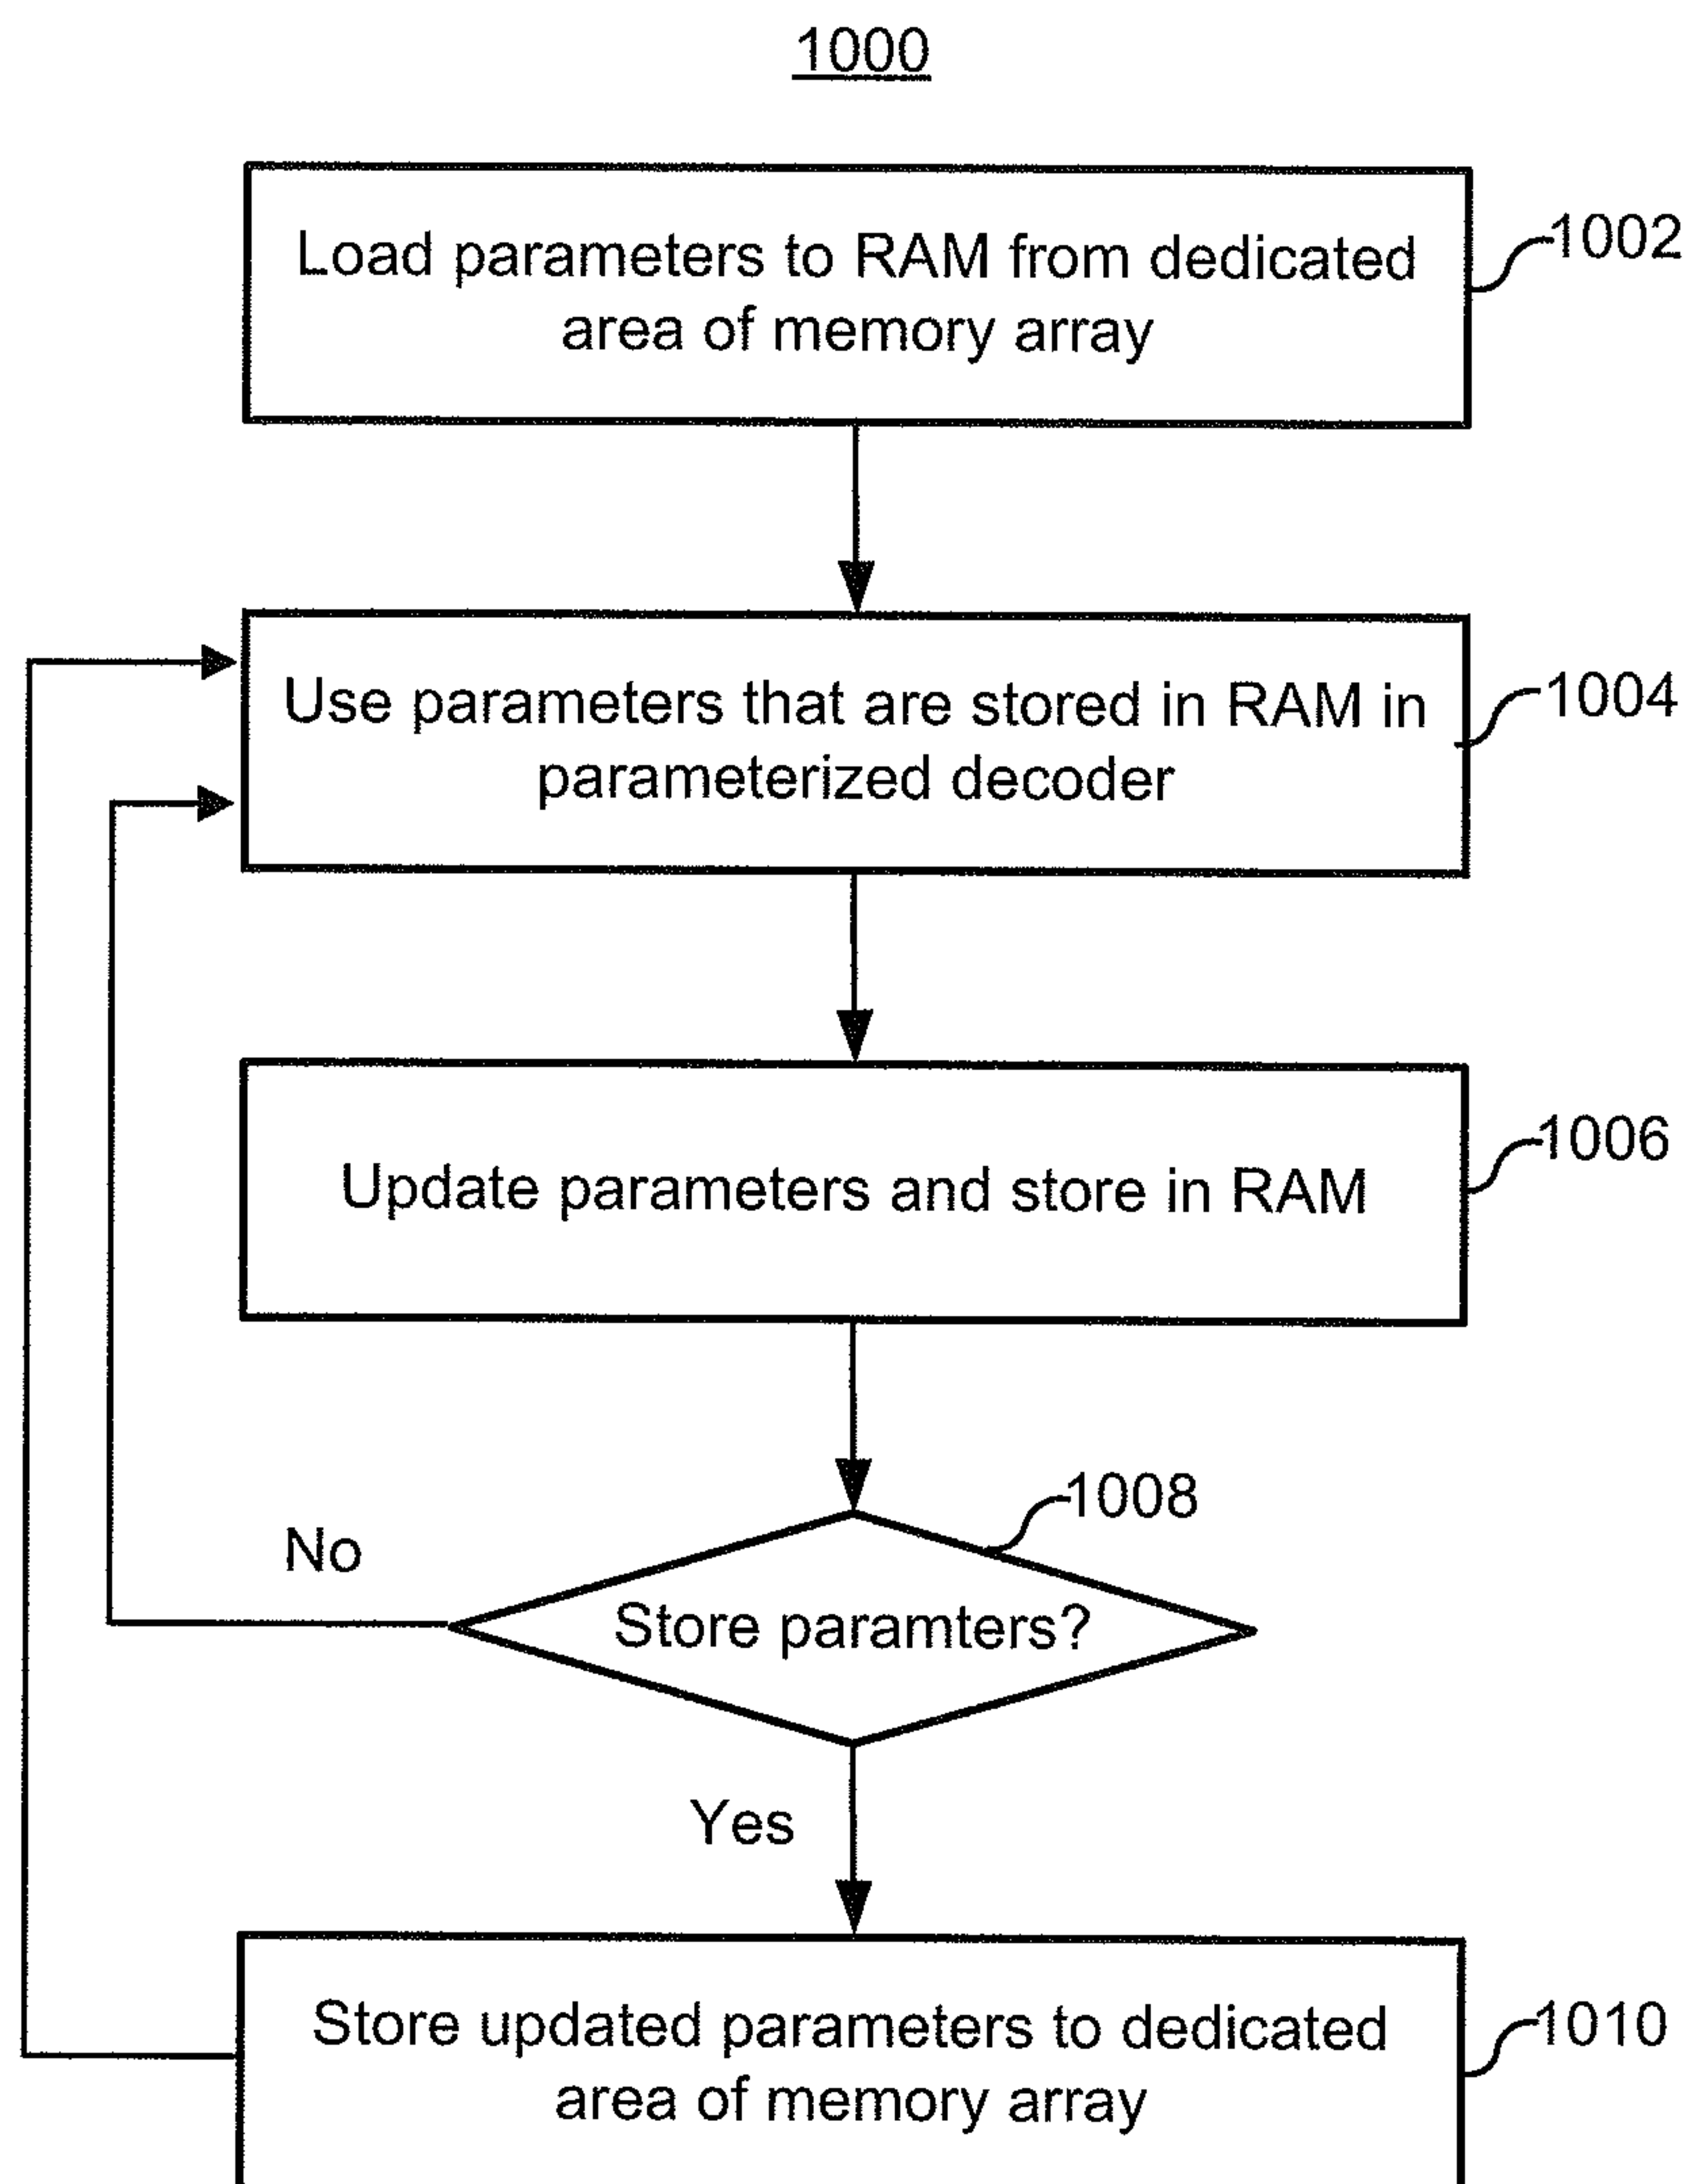 1000
Load parameters to RAM from dedicated
area of memory array
1002
Use parameters that are stored in RAM in
parameterized decoder
1004
Update parameters and store in RAM
1006
1008
No
Store paramters?
Yes
Store updated parameters to dedicated
area of memory array
1010